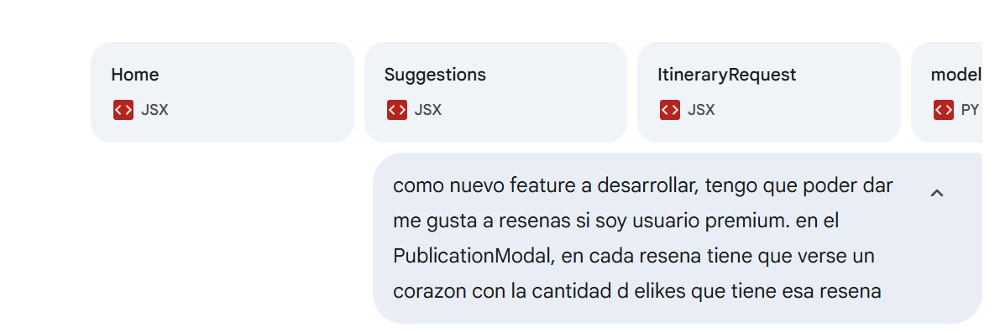 Home
JSX
Suggestions
JSX
ItineraryRequest
JSX
model
PY
como nuevo feature a desarrollar, tengo que poder dar
me gusta a resenas si soy usuario premium. en el
PublicationModal, en cada resena tiene que verse un
corazon con la cantidad d elikes que tiene esa resena